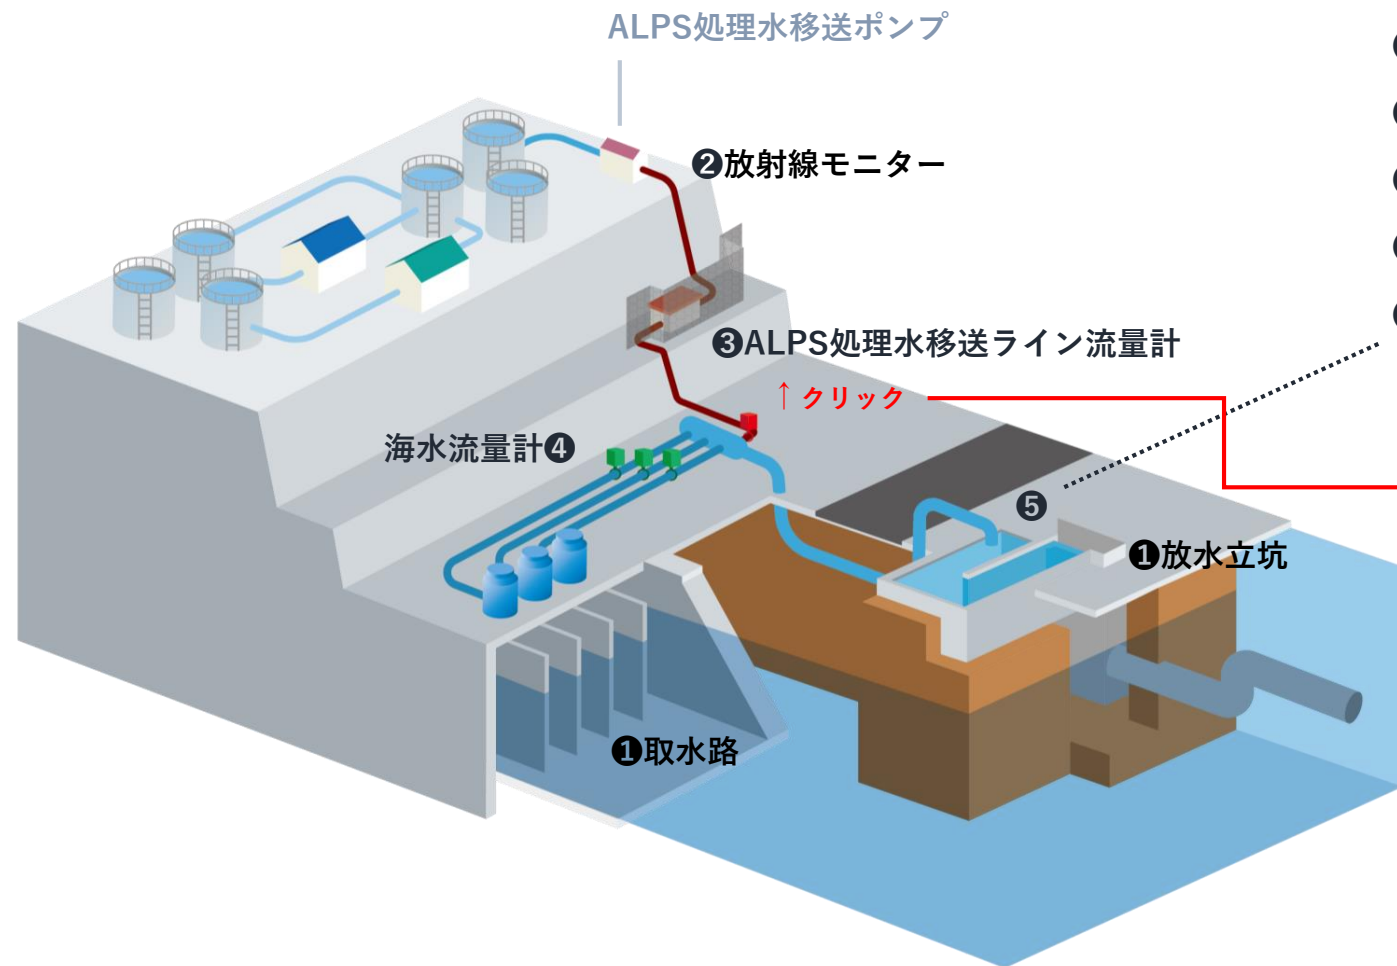 ALPS処理水移送ポンプ
❷放射線モニター
❸ALPS処理水移送ライン流量計
↑ クリック
海水流量計❹
❺
❶放水立坑
❶取水路